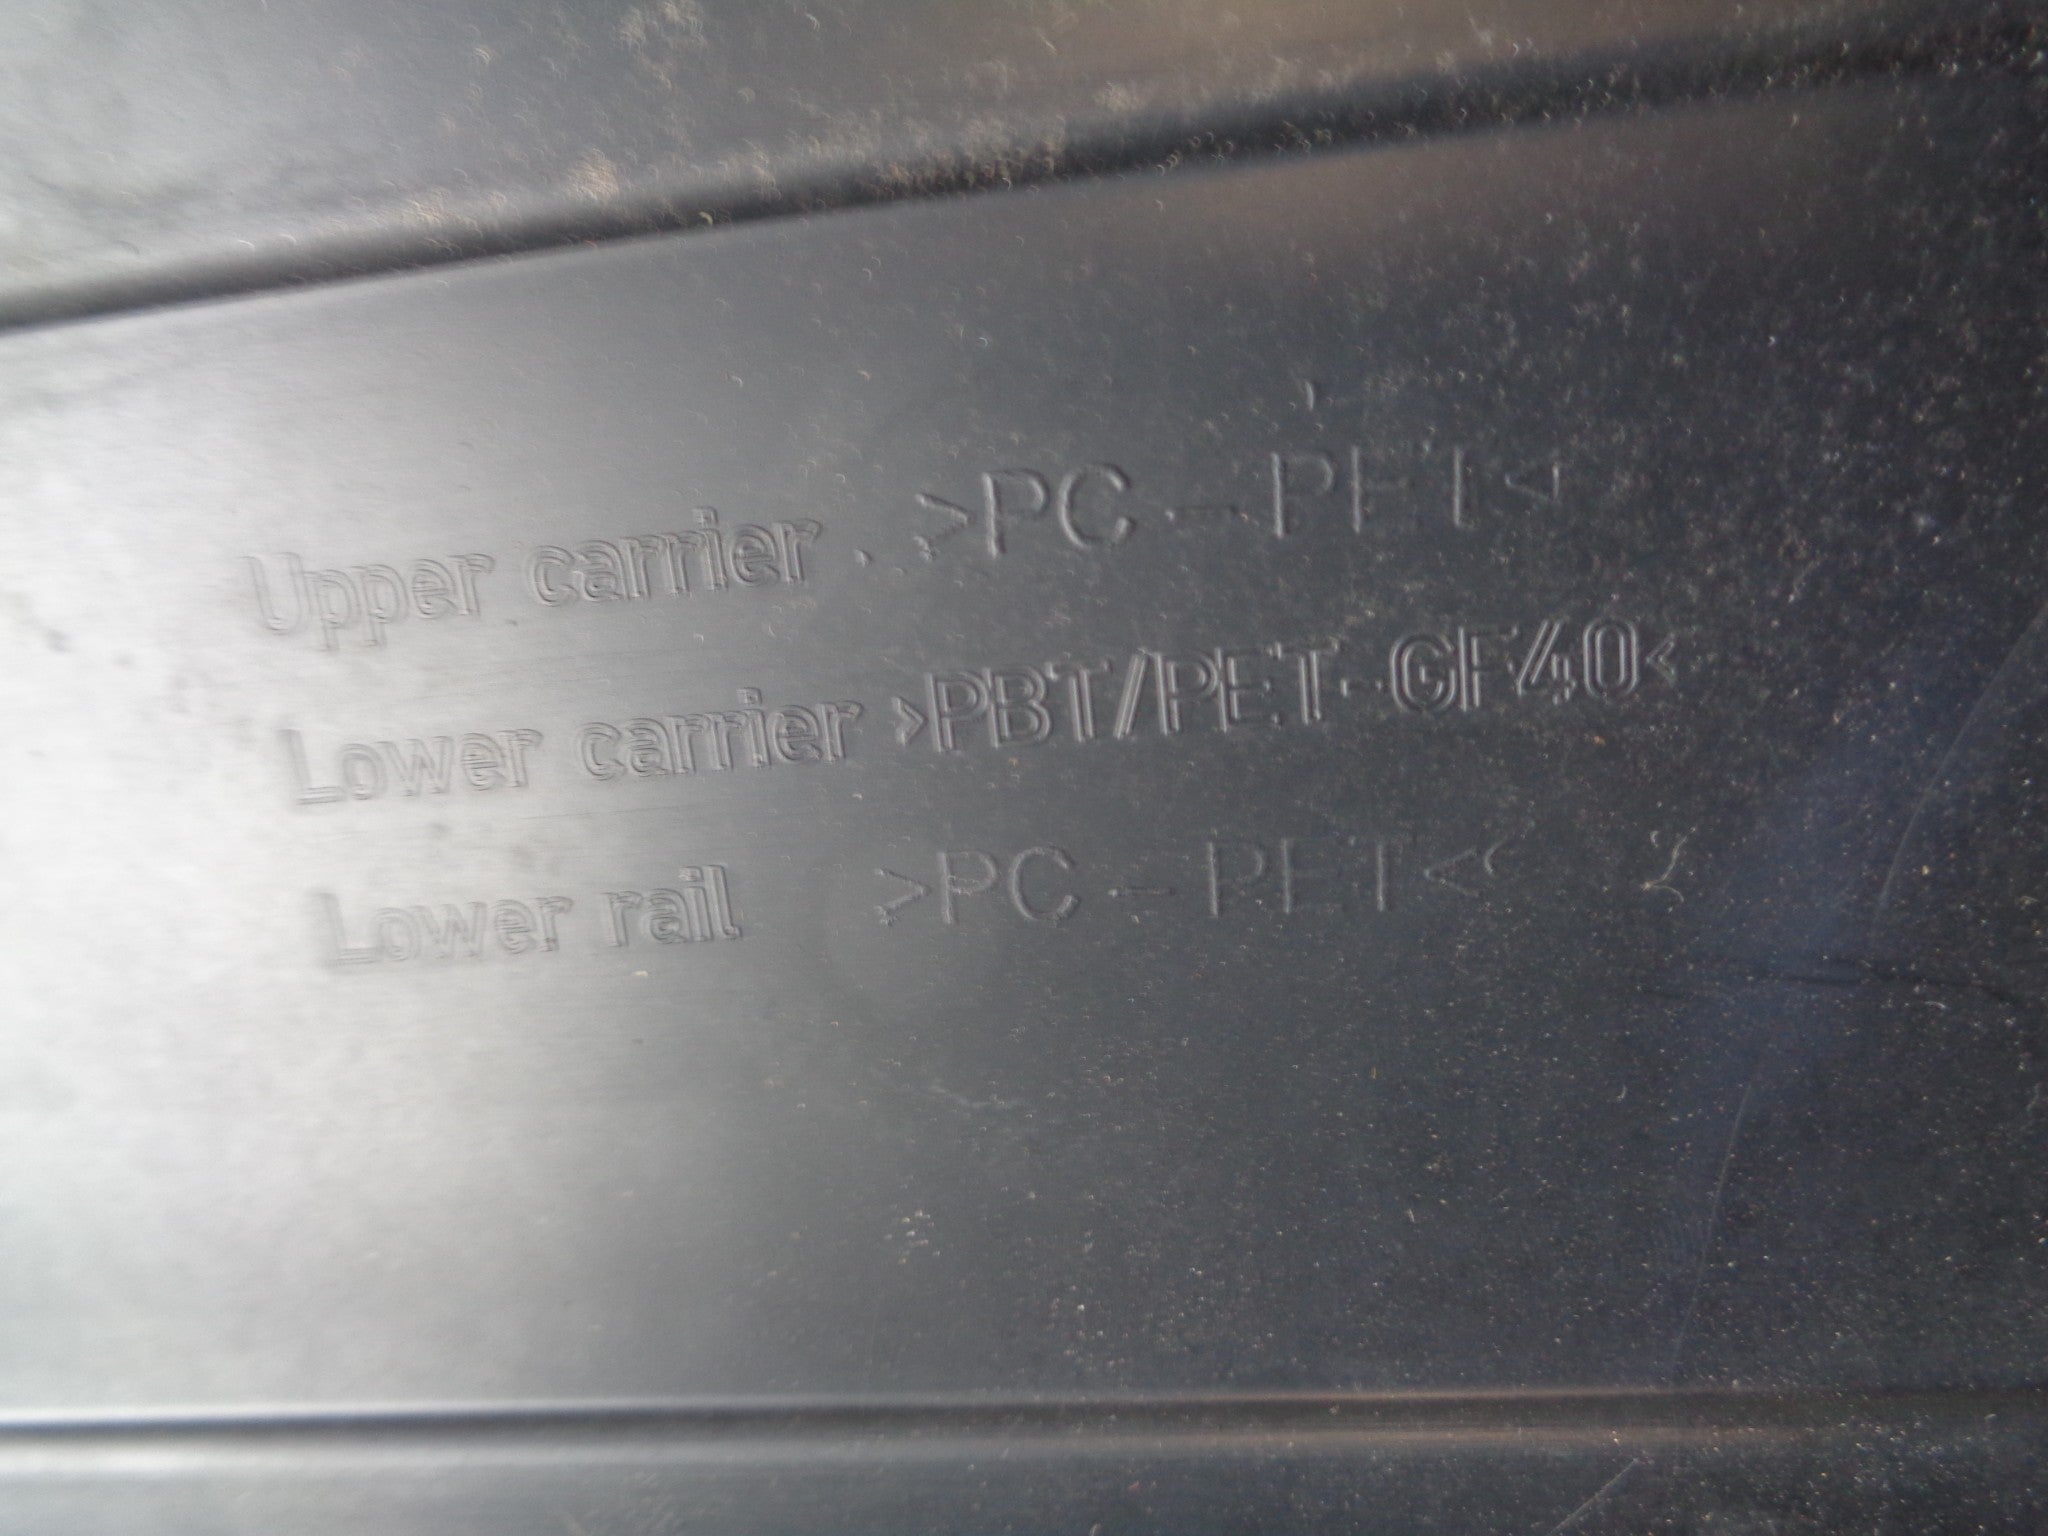 Upper carrier >PC-PET<
Lower carrier >PBT/PET-GF40<
Lower rail >PC-PET<